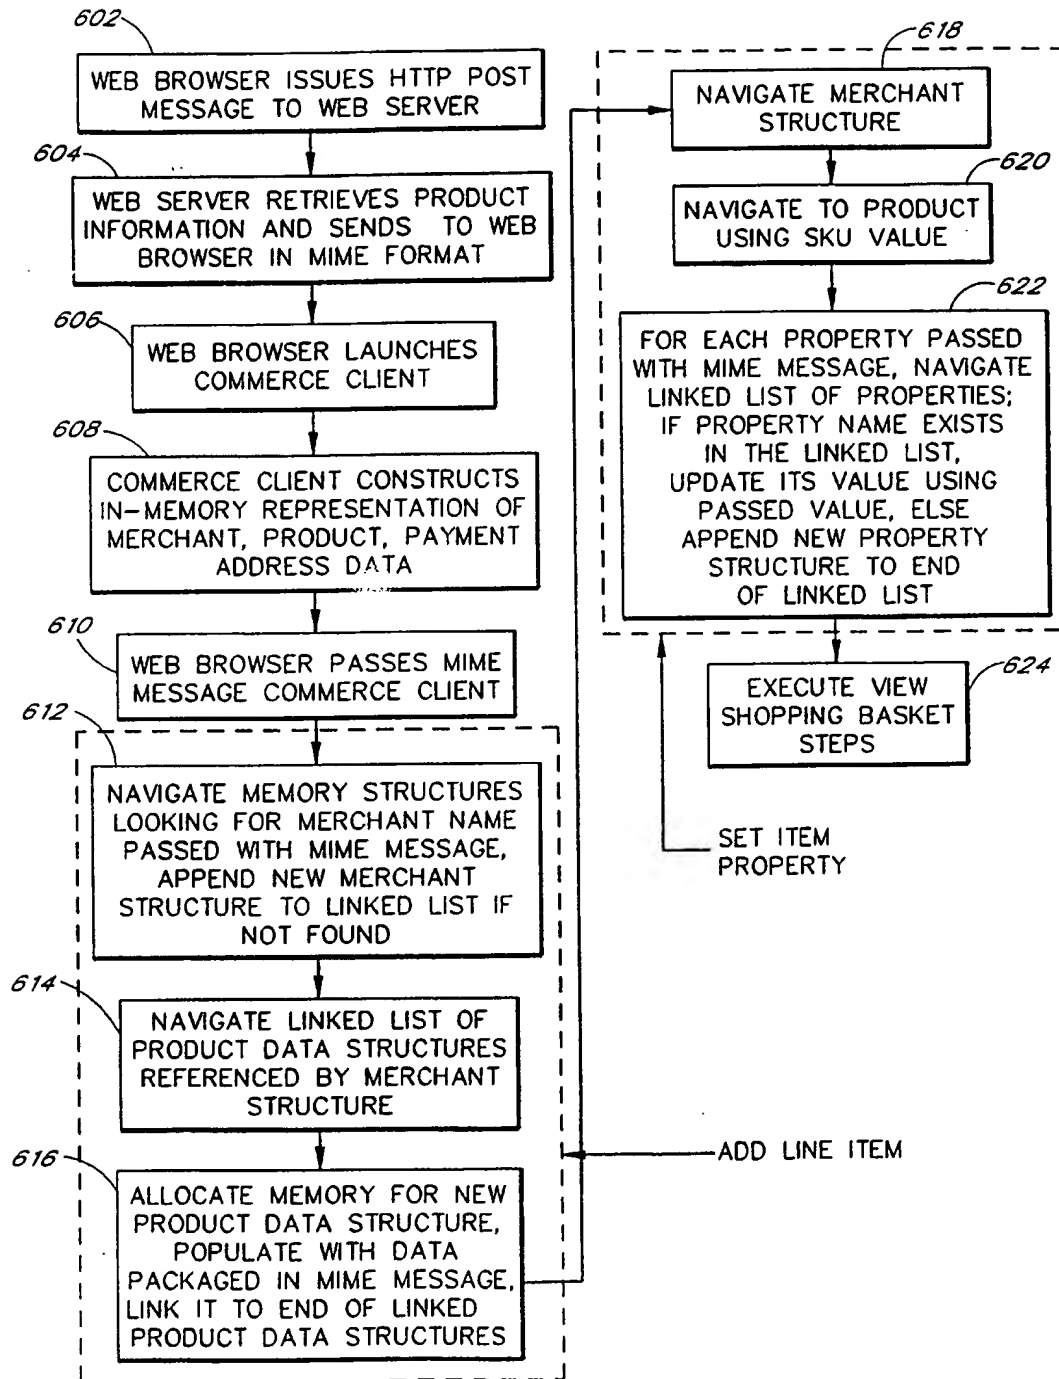 602
WEB BROWSER ISSUES HTTP POST
MESSAGE TO WEB SERVER
604
WEB SERVER RETRIEVES PRODUCT
INFORMATION AND SENDS TO WEB
BROWSER IN MIME FORMAT
606
WEB BROWSER LAUNCHES
COMMERCE CLIENT
608
COMMERCE CLIENT CONSTRUCTS
IN-MEMORY REPRESENTATION OF
MERCHANT, PRODUCT, PAYMENT
ADDRESS DATA
610
WEB BROWSER PASSES MIME
MESSAGE COMMERCE CLIENT
612
NAVIGATE MEMORY STRUCTURES
LOOKING FOR MERCHANT NAME
PASSED WITH MIME MESSAGE,
APPEND NEW MERCHANT
STRUCTURE TO LINKED LIST IF
NOT FOUND
614
NAVIGATE LINKED LIST OF
PRODUCT DATA STRUCTURES
REFERENCED BY MERCHANT
STRUCTURE
616
ALLOCATE MEMORY FOR NEW
PRODUCT DATA STRUCTURE,
POPULATE WITH DATA
PACKAGED IN MIME MESSAGE,
LINK IT TO END OF LINKED
PRODUCT DATA STRUCTURES
ADD LINE ITEM
618
NAVIGATE MERCHANT
STRUCTURE
620
NAVIGATE TO PRODUCT
USING SKU VALUE
622
FOR EACH PROPERTY PASSED
WITH MIME MESSAGE, NAVIGATE
LINKED LIST OF PROPERTIES;
IF PROPERTY NAME EXISTS
IN THE LINKED LIST,
UPDATE ITS VALUE USING
PASSED VALUE, ELSE
APPEND NEW PROPERTY
STRUCTURE TO END
OF LINKED LIST
624
EXECUTE VIEW
SHOPPING BASKET
STEPS
SET ITEM
PROPERTY